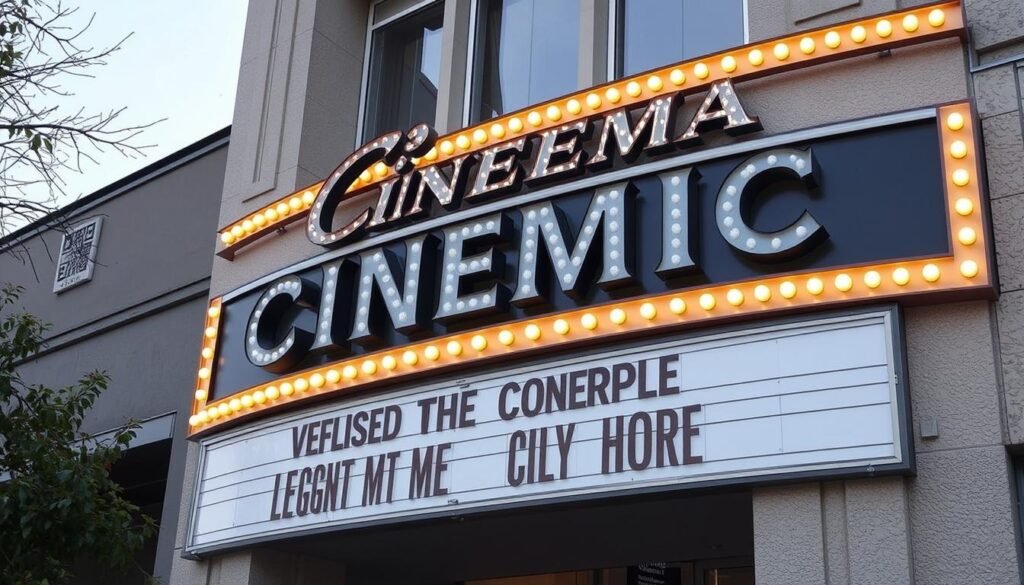 CINEEMA
CINEMIC
VEFLISED THE CONERPLE
LEGGNT MT ME CILY HORE